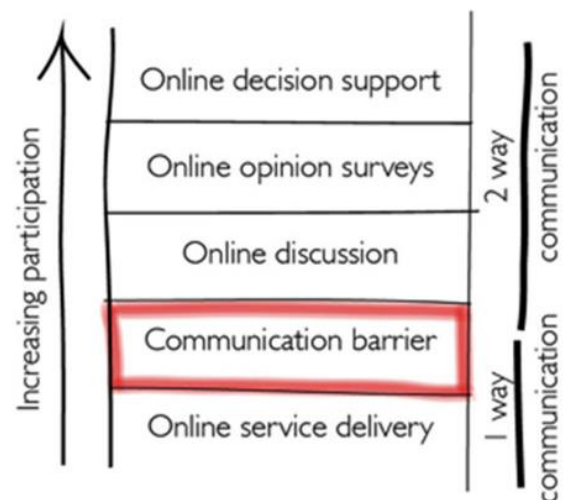 Increasing participation
Online decision support
Online opinion surveys
Online discussion
Communication barrier
Online service delivery
2 way
communication
1 way
communication